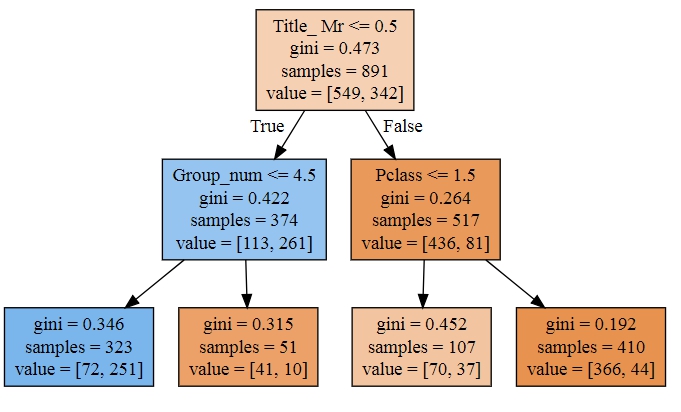 Title_ Mr <= 0.5
gini = 0.473
samples = 891
value = [549, 342]
True
False
Group_num <= 4.5
gini = 0.422
samples = 374
value = [113, 261]
Pclass <= 1.5
gini = 0.264
samples = 517
value = [436, 81]
gini = 0.346
samples = 323
value = [72, 251]
gini = 0.315
samples = 51
value = [41, 10]
gini = 0.452
samples = 107
value = [70, 37]
gini = 0.192
samples = 410
value = [366, 44]